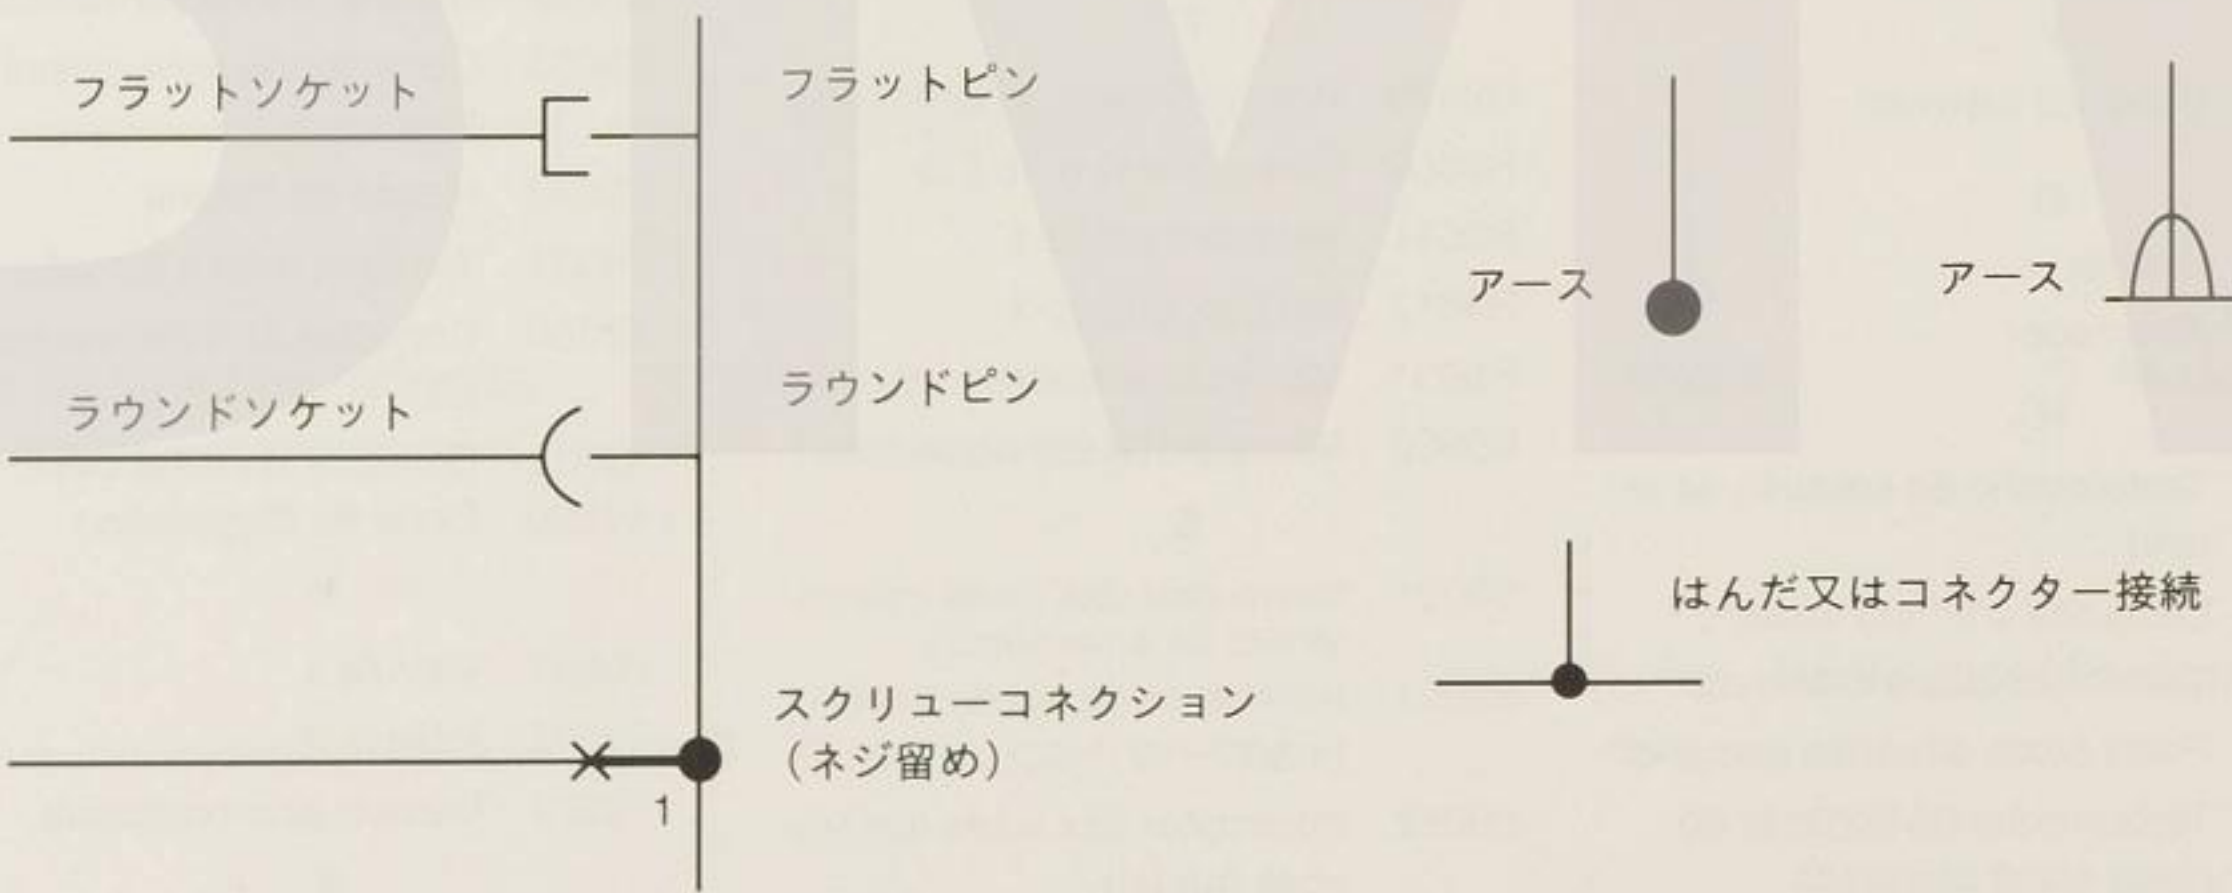 フラットソケット
フラットピン
ラウンドソケット
ラウンドピン
スクリューコネクション
（ネジ留め）
1
アース
アース
はんだ又はコネクター接続